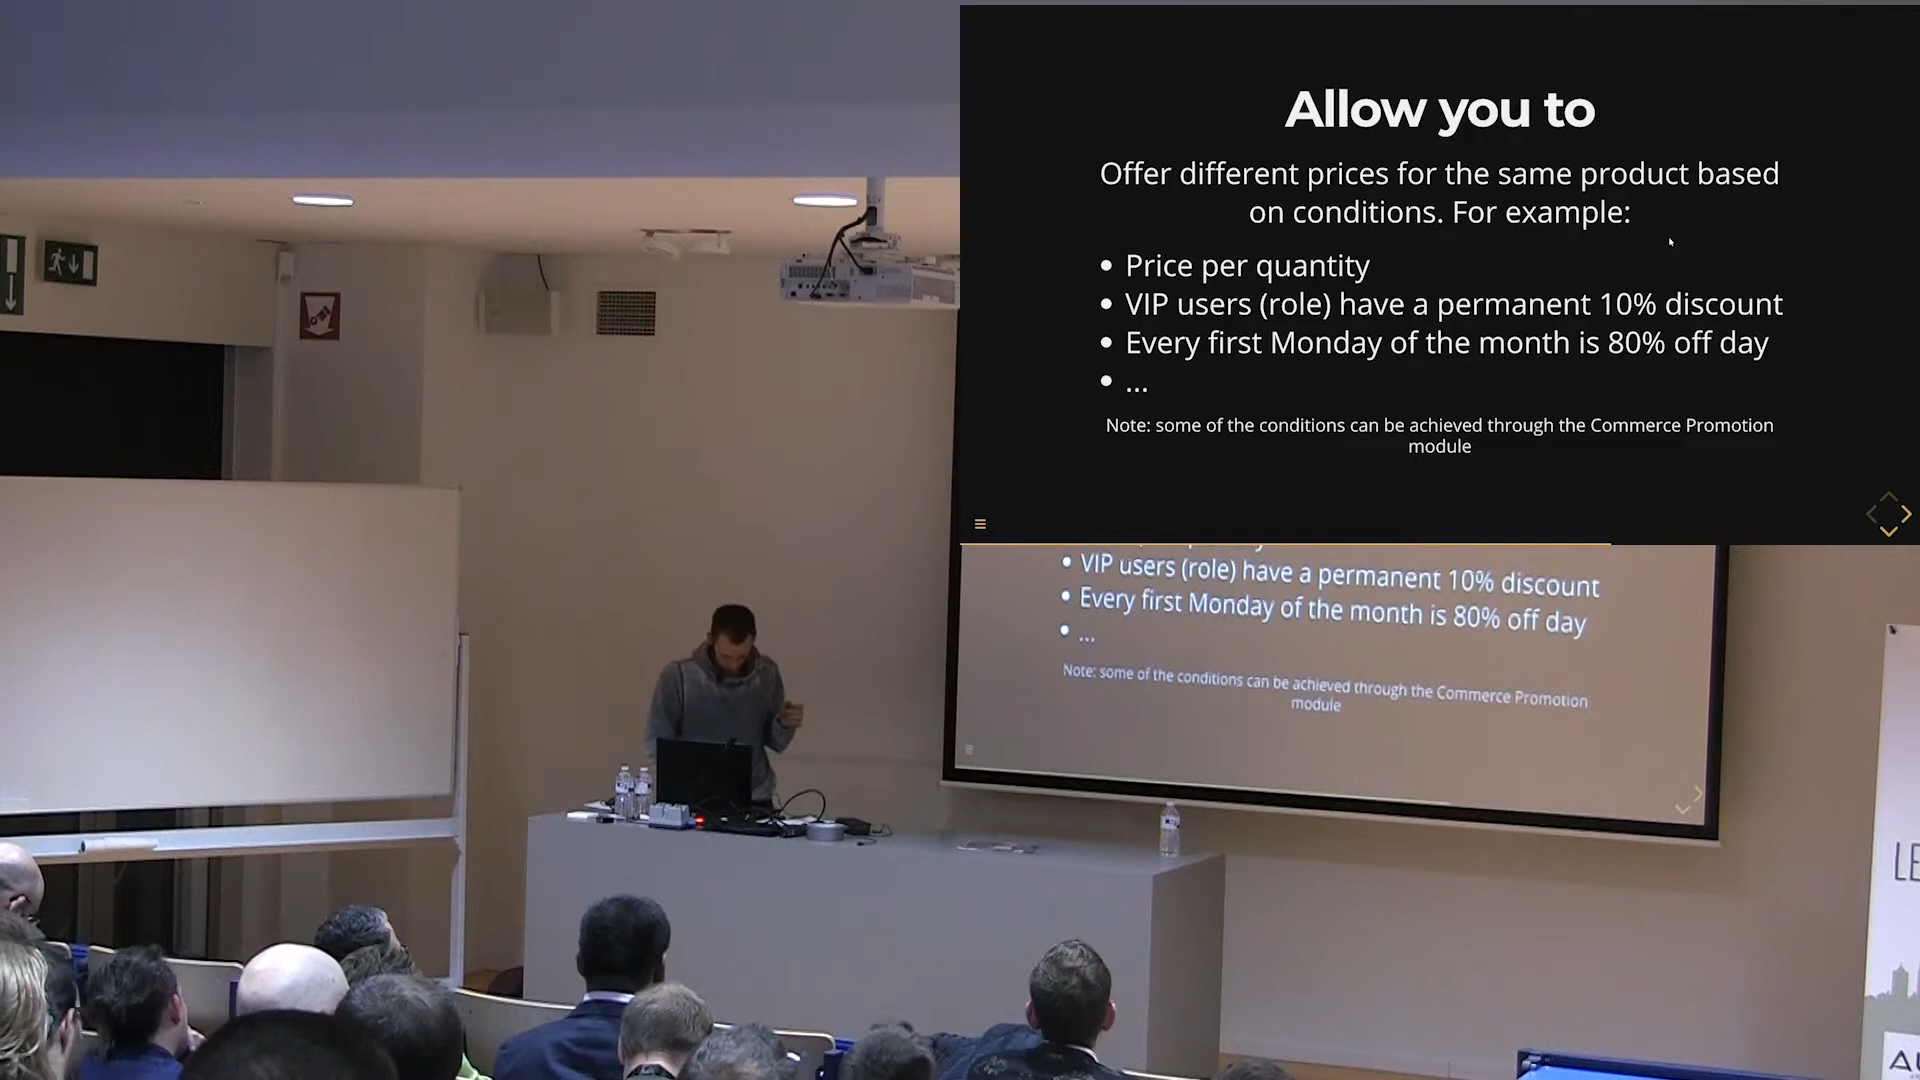 Allow you to
Offer different prices for the same product based
on conditions. For example:
• Price per quantity
• VIP users (role) have a permanent 10% discount
• Every first Monday of the month is 80% off day
• ...
Note: some of the conditions can be achieved through the Commerce Promotion
module
• VIP users (role) have a permanent 10% discount
• Every first Monday of the month is 80% off day
• ...
Note: some of the conditions can be achieved through the Commerce Promotion
module
LE